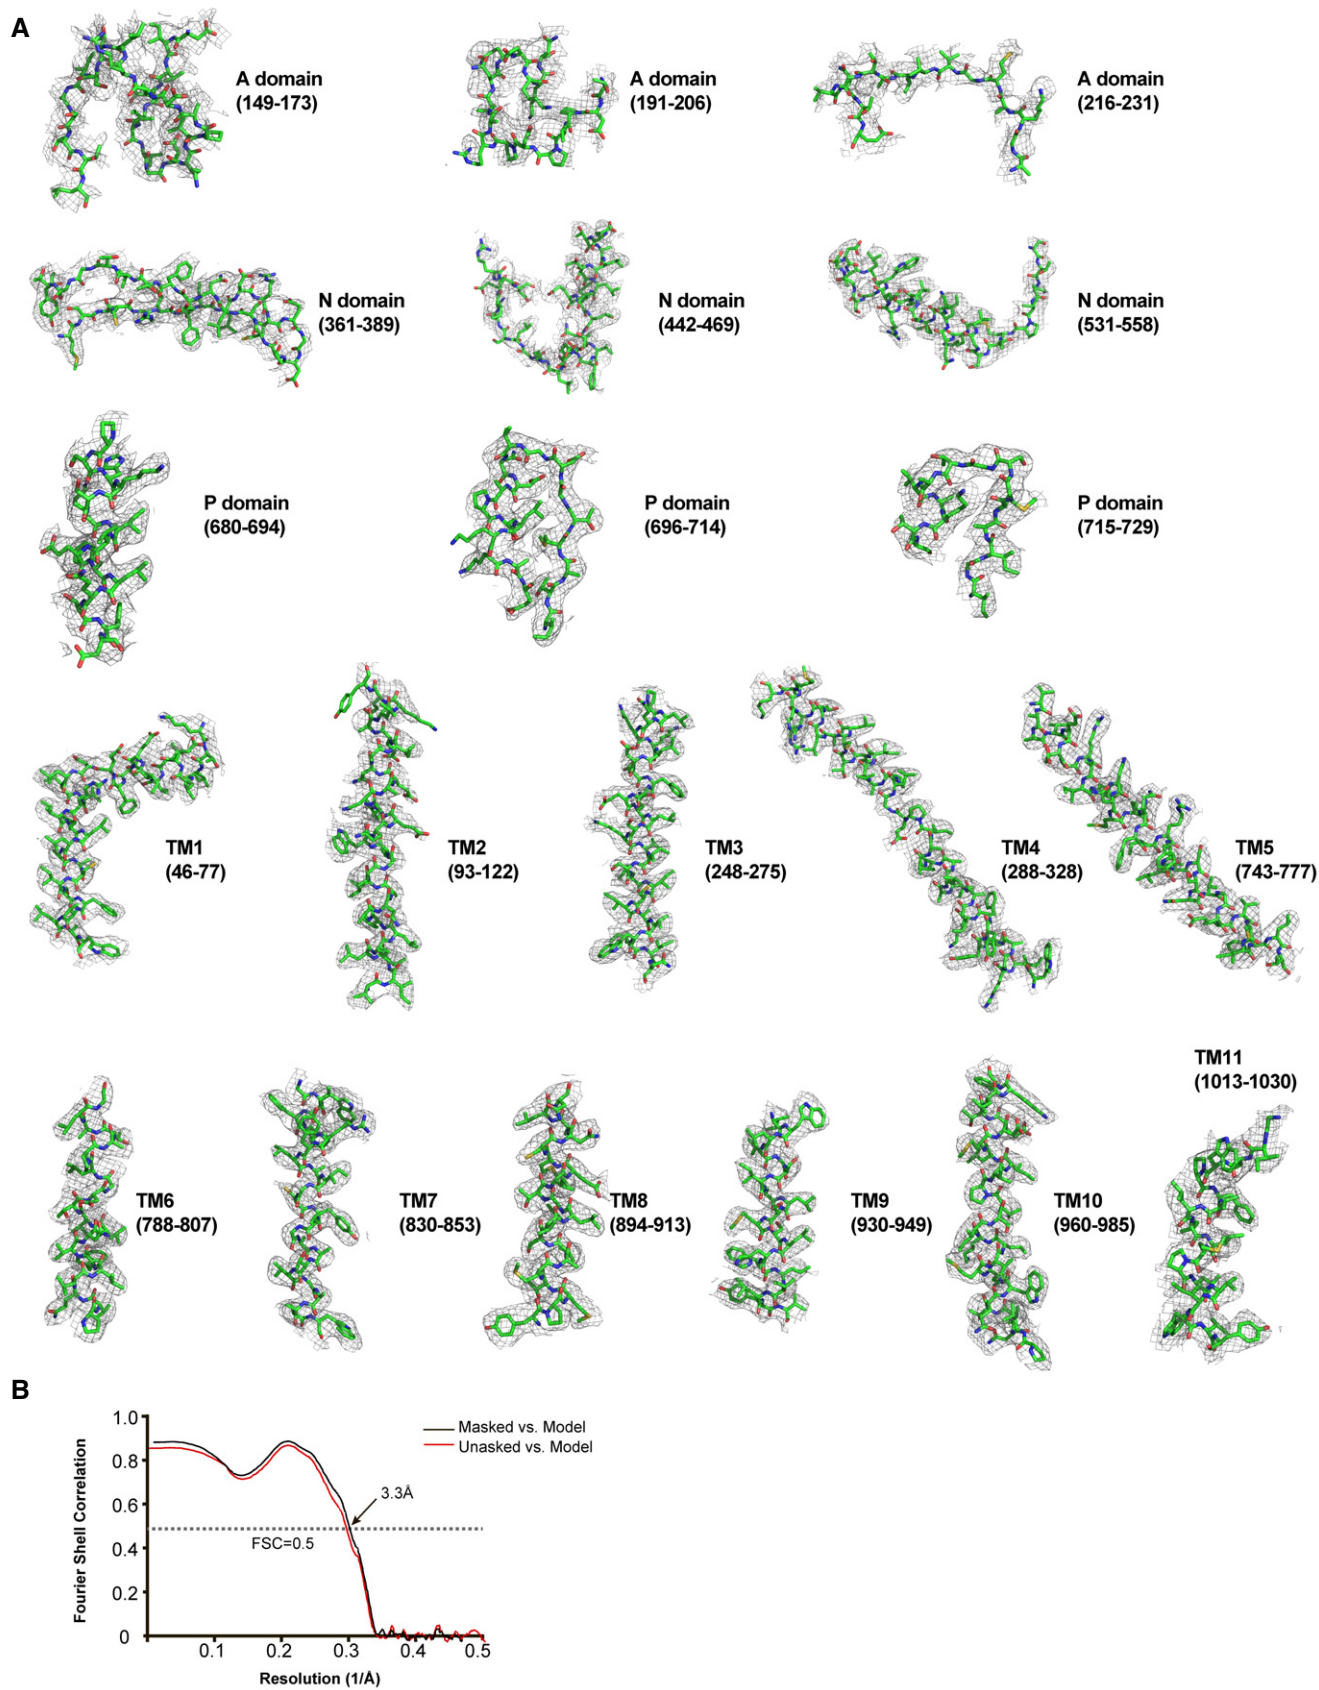 A
A domain
(149-173)
A domain
(191-206)
A domain
(216-231)
N domain
(361-389)
N domain
(442-469)
N domain
(531-558)
P domain
(680-694)
P domain
(696-714)
P domain
(715-729)
TM1
(46-77)
TM2
(93-122)
TM3
(248-275)
TM4
(288-328)
TM5
(743-777)
TM6
(788-807)
TM7
(830-853)
TM8
(894-913)
TM9
(930-949)
TM10
(960-985)
TM11
(1013-1030)
B
Fourier Shell Correlation
1.0
0.8
0.6
0.4
0.2
0
Masked vs. Model
Unasked vs. Model
3.3Å
FSC=0.5
0.1
0.2
0.3
0.4
0.5
Resolution (1/Å)